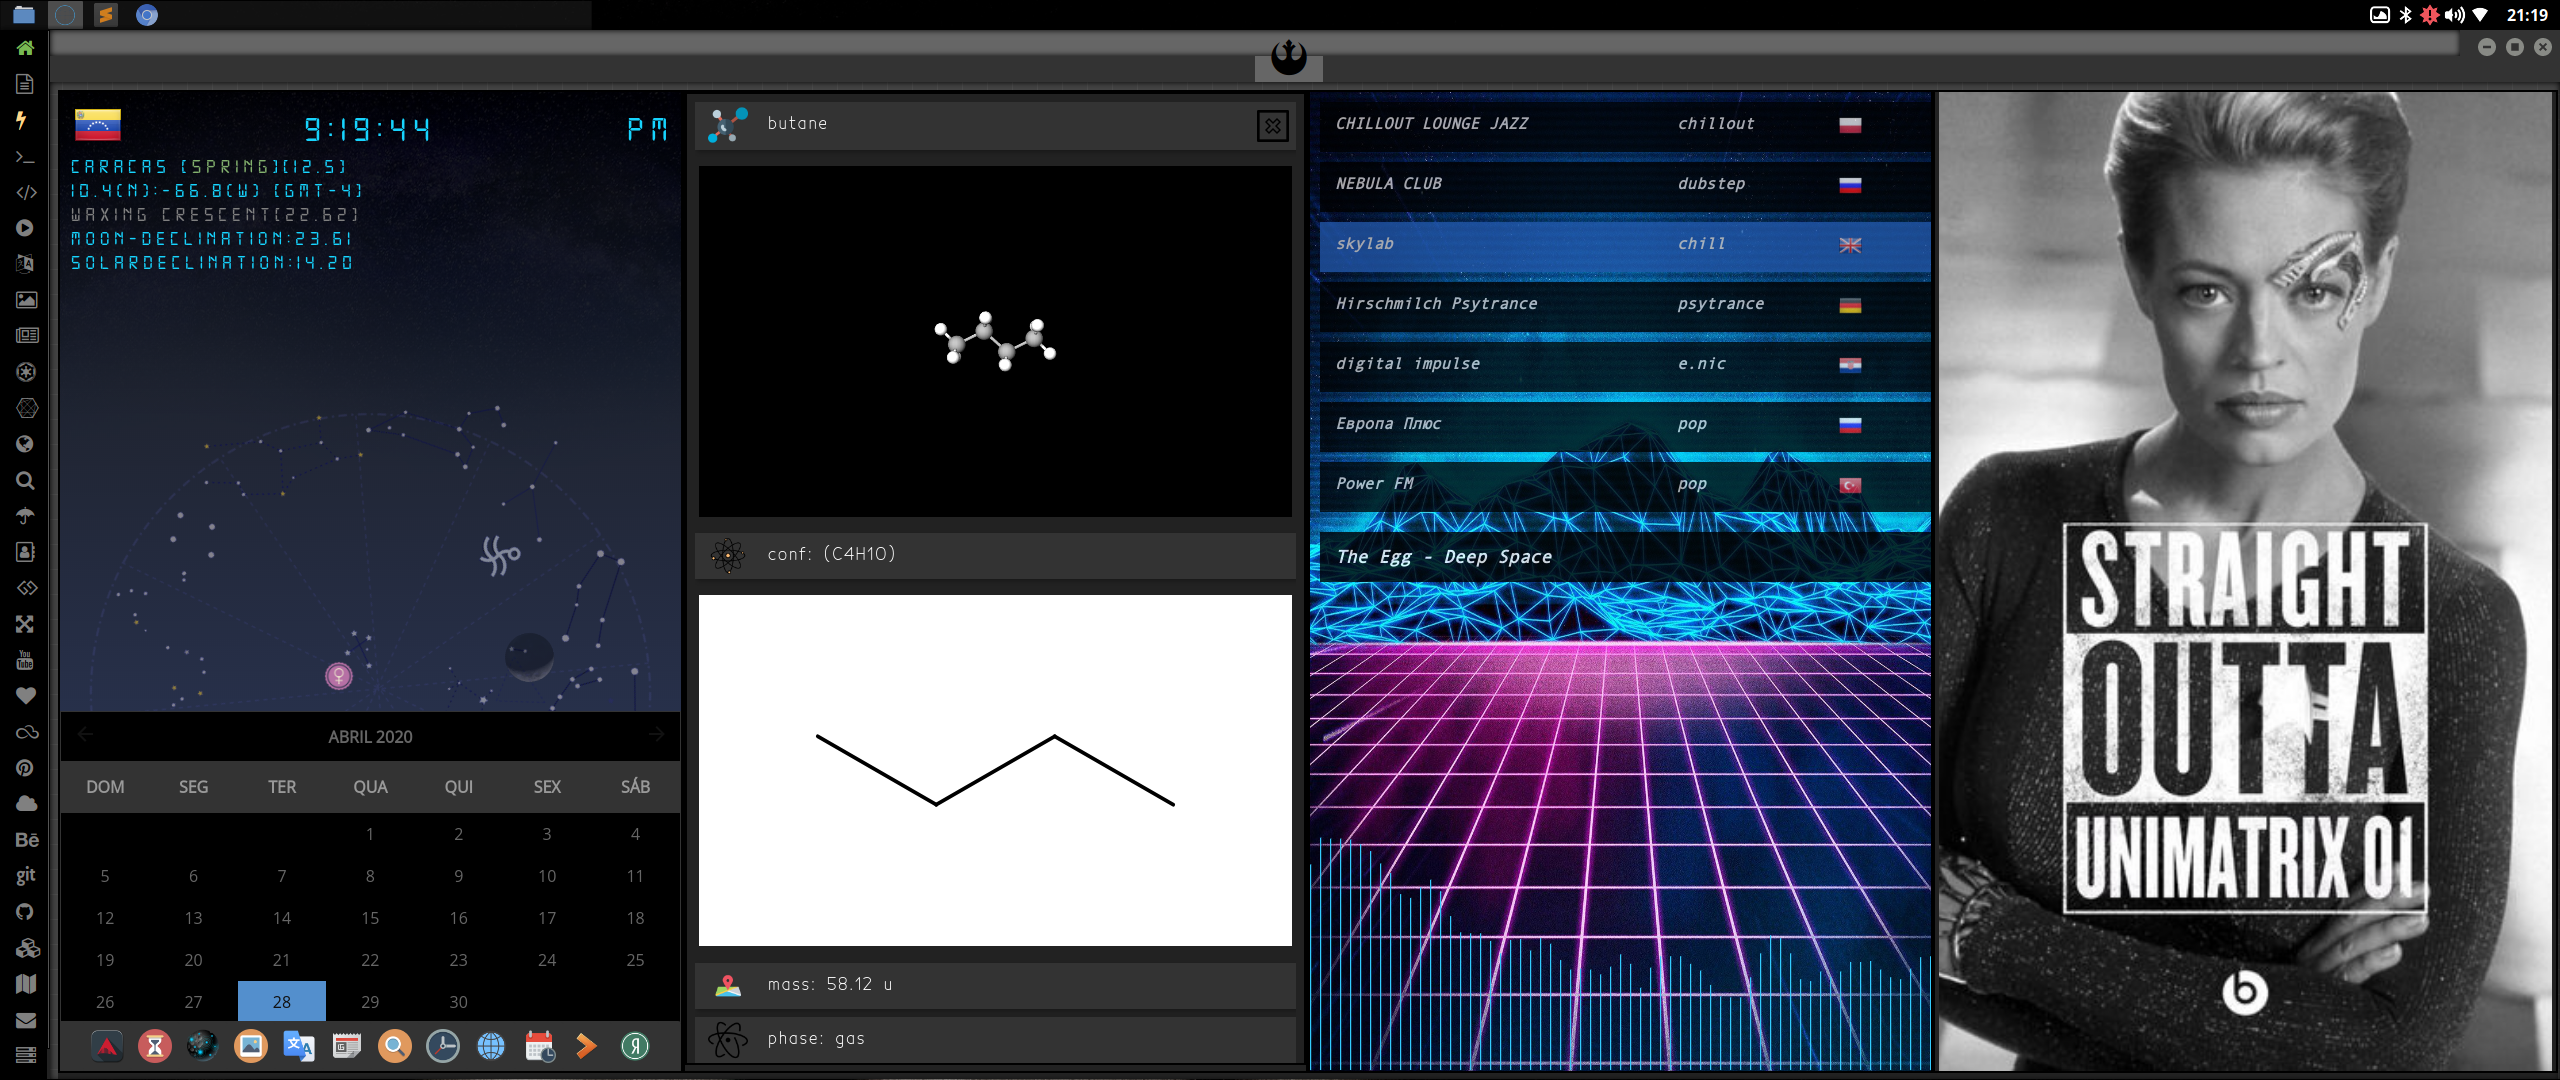 21:19
9:19:44 PM
CARACAS [SPRING][12.5]
10.4(N):-66.8(W) [GMT-4]
WAXING CRESCENT[22.62]
MOON-DECLINATION:23.61
SOLARDECLINATION:14.20
ABRIL 2020
DOM SEG TER QUA QUI SEX SÁB
1 2 3 4
5 6 7 8 9 10 11
12 13 14 15 16 17 18
19 20 21 22 23 24 25
26 27 28 29 30
You
Tube
Bē
git
butane
conf: (C4H10)
mass: 58.12 u
phase: gas
CHILLOUT LOUNGE JAZZ chillout
NEBULA CLUB dubstep
skylab chill
Hirschmilch Psytrance psytrance
digital impulse e.nic
Европа Плюс pop
Power FM pop
The Egg - Deep Space
STRAIGHT
OUTTA
UNIMATRIX 01
b